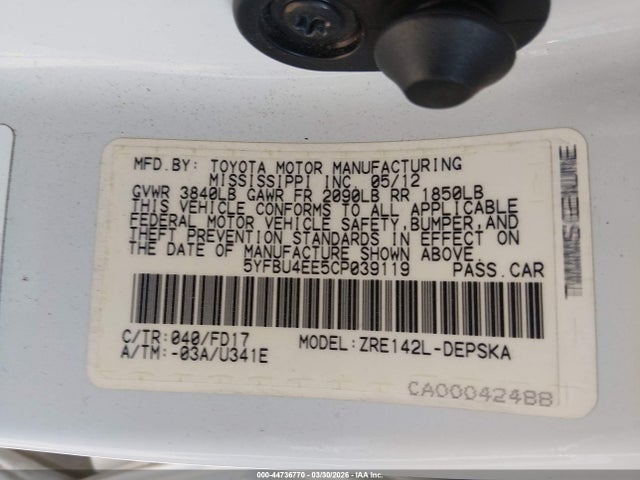 MFD.BY: TOYOTA MOTOR MANUFACTURING
MISSISSIPPI INC 05/12
GVWR 3840LB GAWR FR 2090LB RR 1850LB
THIS VEHICLE CONFORMS TO ALL APPLICABLE
FEDERAL MOTOR VEHICLE SAFETY,BUMPER,AND
THEFT PREVENTION STANDARDS IN EFFECT ON
THE DATE OF MANUFACTURE SHOWN ABOVE.
5YFBU4EE5CP039119 PASS.CAR
C/TR:040/FD17 MODEL:ZRE142L-DEPSKA
A/TM:-03A/U341E
CA00042488
000-44736770 - 03/30/2026 - IAA Inc.